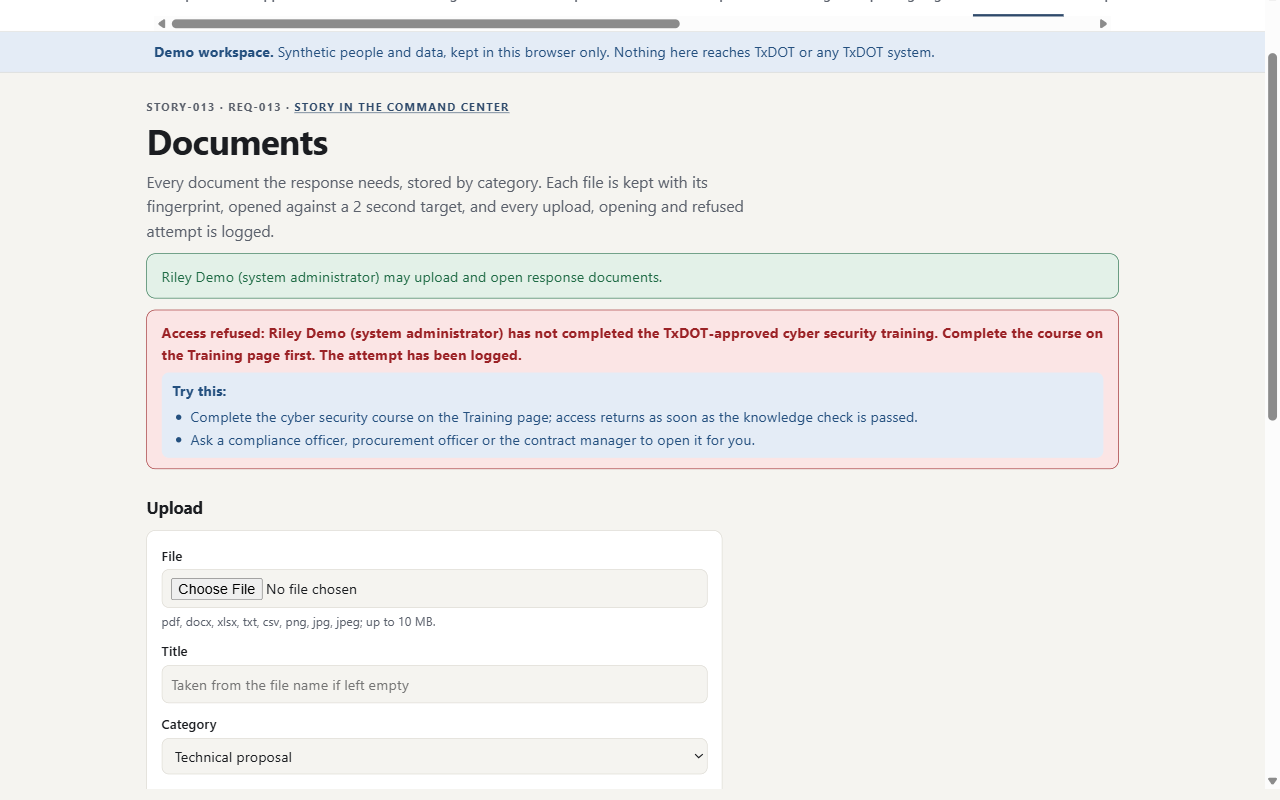 Demo workspace. Synthetic people and data, kept in this browser only. Nothing here reaches TxDOT or any TxDOT system.
STORY-013 · REQ-013 · STORY IN THE COMMAND CENTER
Documents
Every document the response needs, stored by category. Each file is kept with its
fingerprint, opened against a 2 second target, and every upload, opening and refused
attempt is logged.
Riley Demo (system administrator) may upload and open response documents.
Access refused: Riley Demo (system administrator) has not completed the TxDOT-approved cyber security training. Complete the course on
the Training page first. The attempt has been logged.
Try this:
• Complete the cyber security course on the Training page; access returns as soon as the knowledge check is passed.
• Ask a compliance officer, procurement officer or the contract manager to open it for you.
Upload
File
Choose File No file chosen
pdf, docx, xlsx, txt, csv, png, jpg, jpeg; up to 10 MB.
Title
Taken from the file name if left empty
Category
Technical proposal